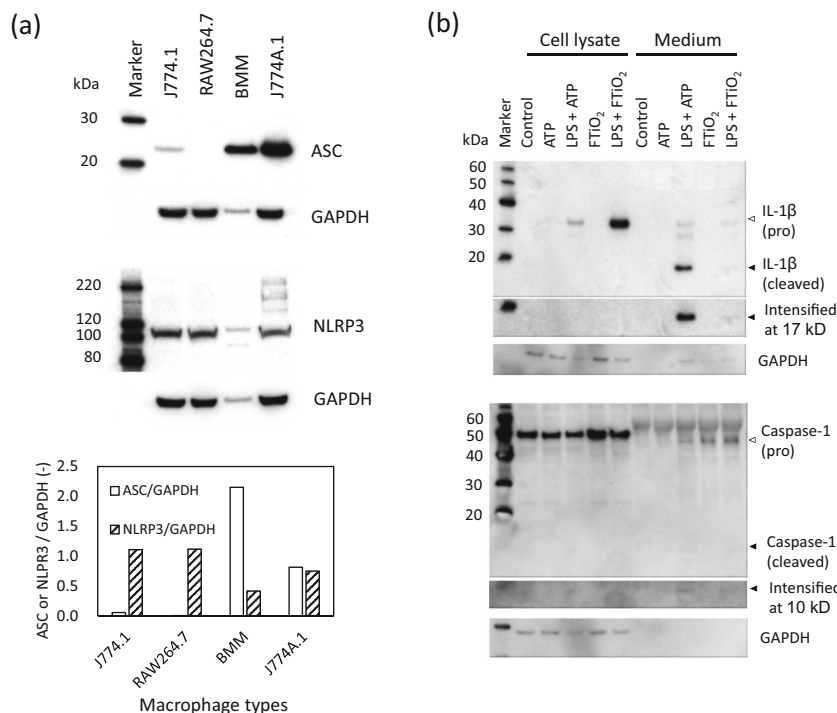 (a)
Marker
J774.1
RAW264.7
BMM
J774A.1
kDa
30
20
ASC
GAPDH
220
120
100
80
NLRP3
GAPDH
ASC or NLPR3 / GAPDH (-)
2.5
2.0
1.5
1.0
0.5
0.0
ASC/GAPDH
NLRP3/GAPDH
J774.1
RAW264.7
BMM
J774A.1
Macrophage types
(b)
Cell lysate
Medium
Marker
Control
ATP
LPS + ATP
FTiO₂
LPS + FTiO₂
Control
ATP
LPS + ATP
FTiO₂
LPS + FTiO₂
kDa
60
50
40
30
20
IL-1β
(pro)
IL-1β
(cleaved)
Intensified
at 17 kD
GAPDH
60
50
40
30
20
Caspase-1
(pro)
Caspase-1
(cleaved)
Intensified
at 10 kD
GAPDH